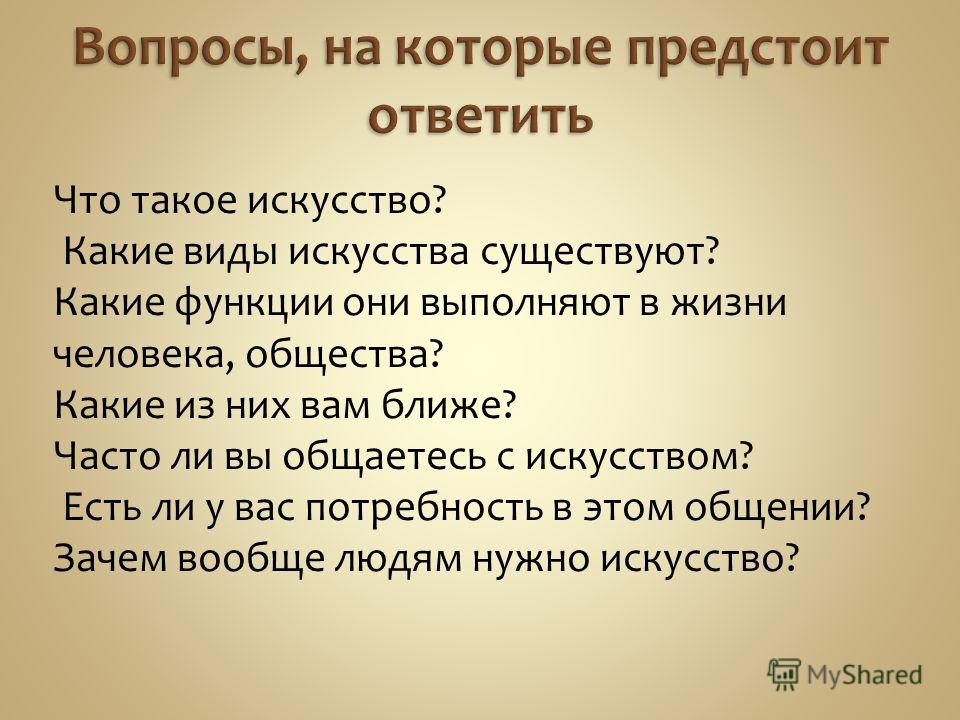 Вопросы, на которые предстоит
ответить
Что такое искусство?
Какие виды искусства существуют?
Какие функции они выполняют в жизни
человека, общества?
Какие из них вам ближе?
Часто ли вы общаетесь с искусством?
Есть ли у вас потребность в этом общении?
Зачем вообще людям нужно искусство?
MyShared